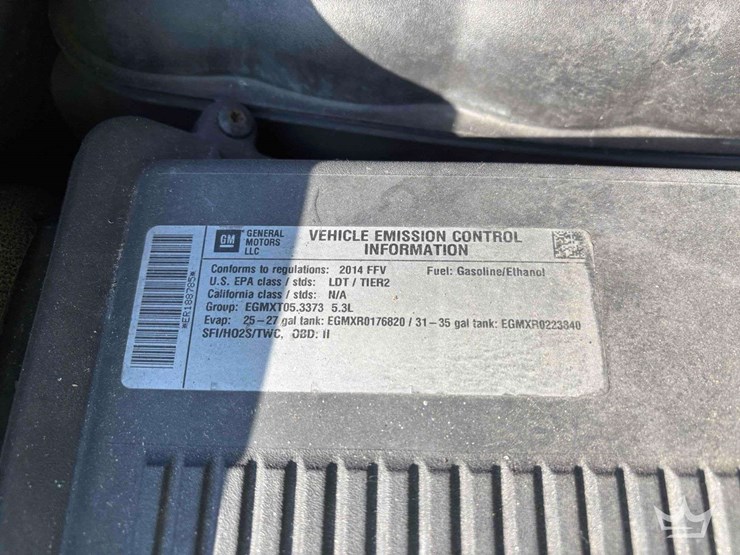 *ER188785*
GM
GENERAL
MOTORS
LLC
VEHICLE EMISSION CONTROL
INFORMATION
Conforms to regulations: 2014 FFV Fuel: Gasoline/Ethanol
U.S. EPA class / stds: LDT / TIER2
California class / stds: N/A
Group: EGMXT05.3373 5.3L
Evap: 25-27 gal tank: EGMXR0176820 / 31-35 gal tank: EGMXR0223840
SFI/HO2S/TWC, OBD: II